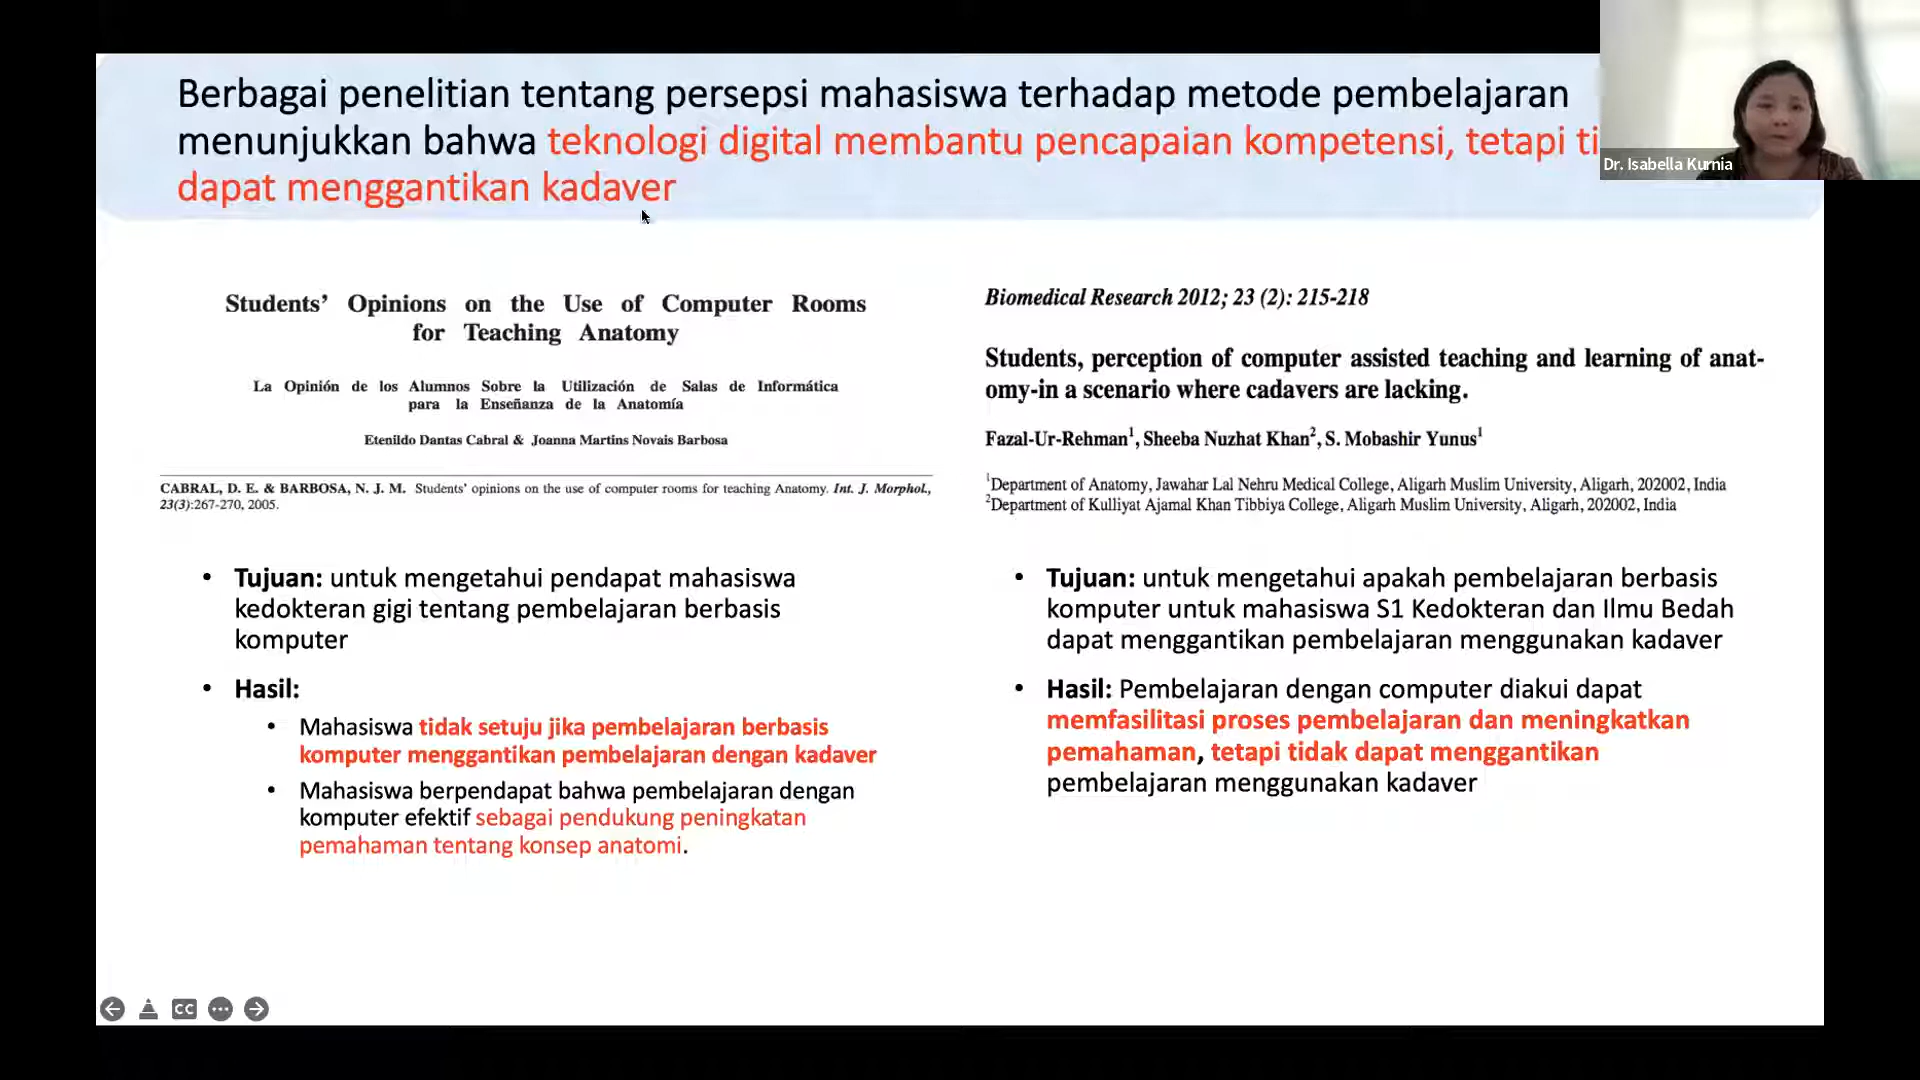 Berbagai penelitian tentang persepsi mahasiswa terhadap metode pembelajaran
menunjukkan bahwa teknologi digital membantu pencapaian kompetensi, tetapi ti
dapat menggantikan kadaver
Dr. Isabella Kurnia
Students' Opinions on the Use of Computer Rooms
for Teaching Anatomy
La Opinión de los Alumnos Sobre la Utilización de Salas de Informática
para la Enseñanza de la Anatomía
Etenildo Dantas Cabral & Joanna Martins Novais Barbosa
CABRAL, D. E. & BARBOSA, N. J. M. Students' opinions on the use of computer rooms for teaching Anatomy. Int. J. Morphol.,
23(3):267-270, 2005.
• Tujuan: untuk mengetahui pendapat mahasiswa
kedokteran gigi tentang pembelajaran berbasis
komputer
• Hasil:
• Mahasiswa tidak setuju jika pembelajaran berbasis
komputer menggantikan pembelajaran dengan kadaver
• Mahasiswa berpendapat bahwa pembelajaran dengan
komputer efektif sebagai pendukung peningkatan
pemahaman tentang konsep anatomi.
Biomedical Research 2012; 23 (2): 215-218
Students, perception of computer assisted teaching and learning of anat-
omy-in a scenario where cadavers are lacking.
Fazal-Ur-Rehman¹, Sheeba Nuzhat Khan², S. Mobashir Yunus¹
¹Department of Anatomy, Jawahar Lal Nehru Medical College, Aligarh Muslim University, Aligarh, 202002, India
²Department of Kulliyat Ajamal Khan Tibbiya College, Aligarh Muslim University, Aligarh, 202002, India
• Tujuan: untuk mengetahui apakah pembelajaran berbasis
komputer untuk mahasiswa S1 Kedokteran dan Ilmu Bedah
dapat menggantikan pembelajaran menggunakan kadaver
• Hasil: Pembelajaran dengan computer diakui dapat
memfasilitasi proses pembelajaran dan meningkatkan
pemahaman, tetapi tidak dapat menggantikan
pembelajaran menggunakan kadaver
CC